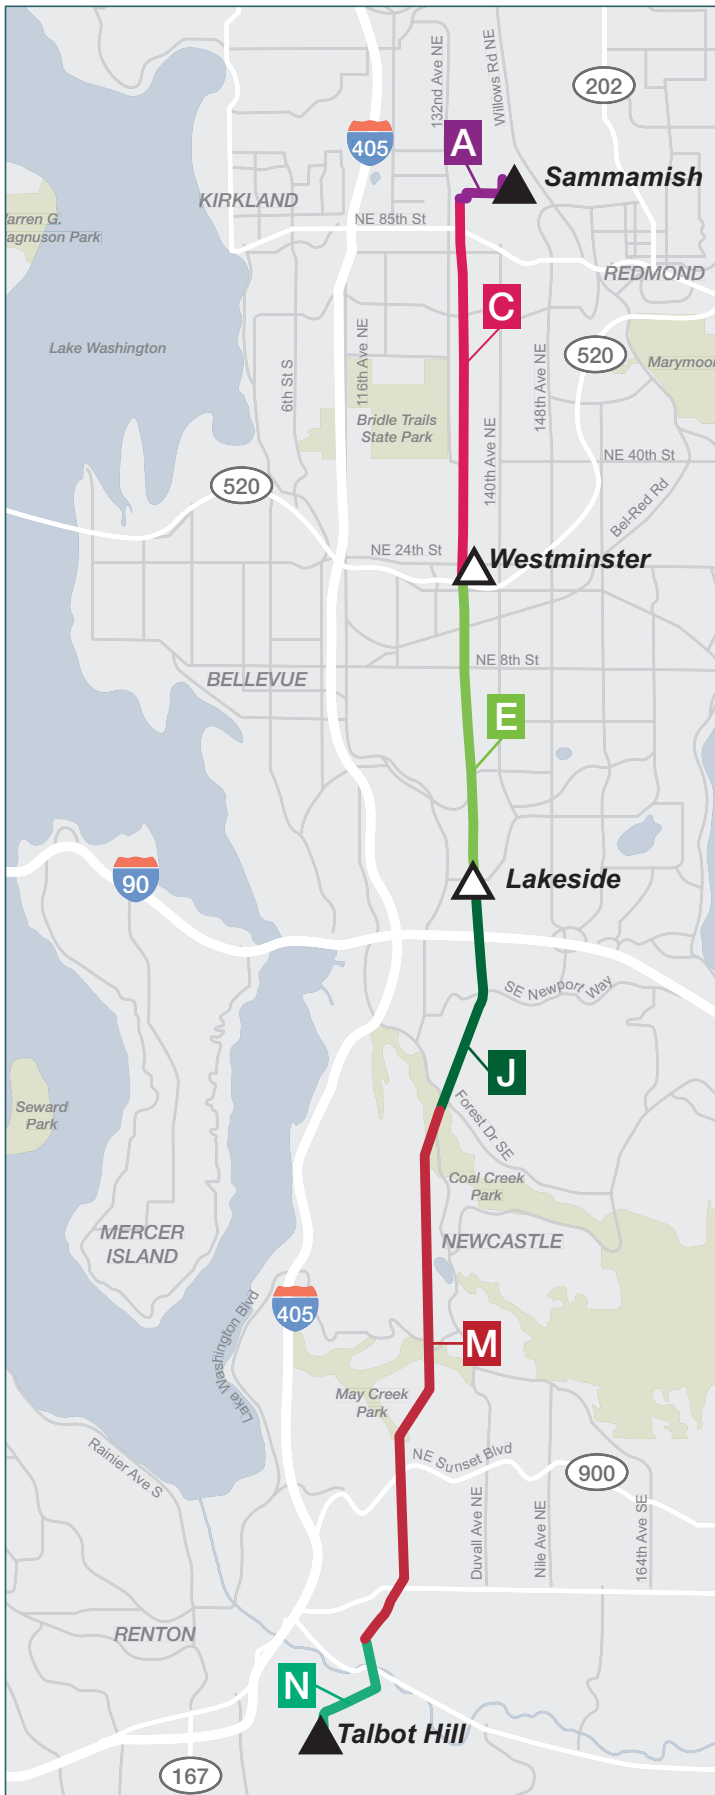 132nd Ave NE
Willows Rd NE
202
405
A
Sammamish
KIRKLAND
NE 85th St
arren G.
agnuson Park
REDMOND
C
Lake Washington
6th St S
116th Ave NE
148th Ave NE
520
Marymoor
Bridle Trails
State Park
140th Ave NE
NE 40th St
520
Bel-Red Rd
NE 24th St
Westminster
NE 8th St
BELLEVUE
E
90
Lakeside
SE Newport Way
J
Seward
Park
Forest Dr SE
Coal Creek
Park
MERCER
ISLAND
NEWCASTLE
405
Lake Washington Blvd
M
May Creek
Park
Rainier Ave S
NE Sunset Blvd
900
Duvall Ave NE
Nile Ave NE
164th Ave SE
RENTON
N
Talbot Hill
167